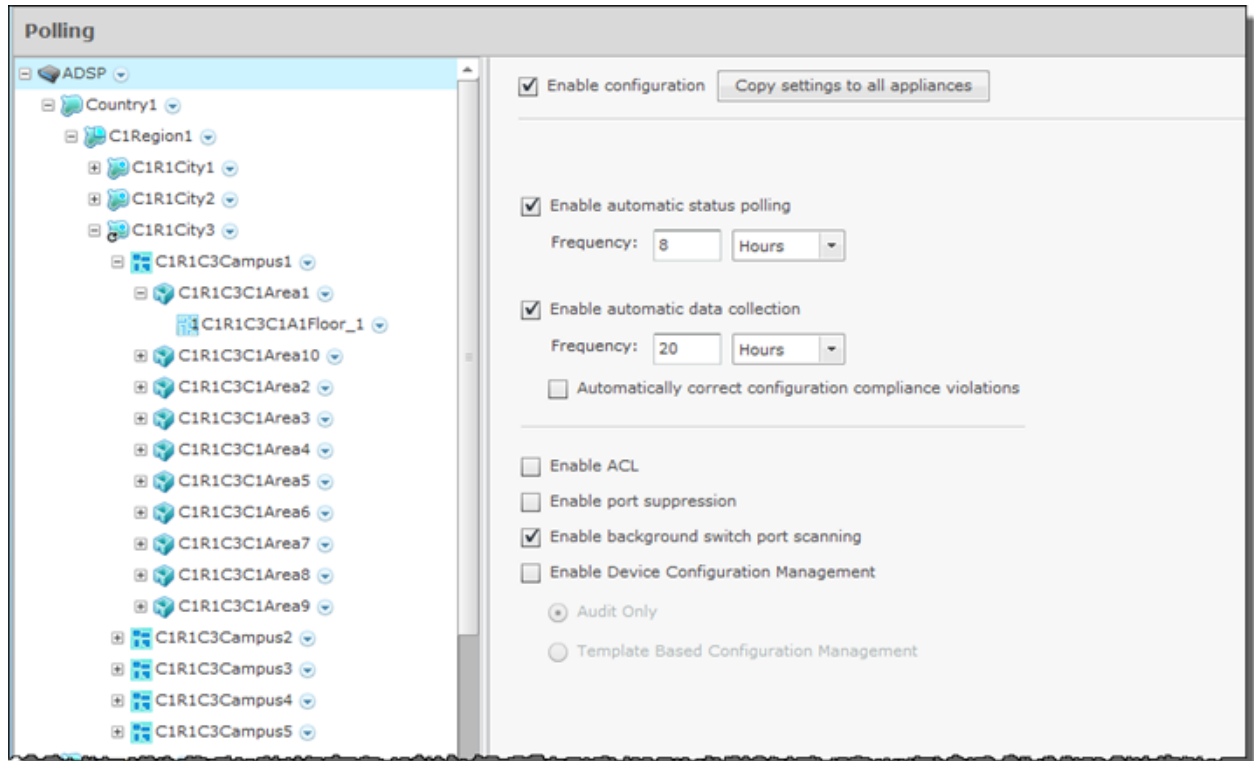 Polling
ADSP
Country1
C1Region1
C1R1City1
C1R1City2
C1R1City3
C1R1C3Campus1
C1R1C3C1Area1
1 C1R1C3C1A1Floor_1
C1R1C3C1Area10
C1R1C3C1Area2
C1R1C3C1Area3
C1R1C3C1Area4
C1R1C3C1Area5
C1R1C3C1Area6
C1R1C3C1Area7
C1R1C3C1Area8
C1R1C3C1Area9
C1R1C3Campus2
C1R1C3Campus3
C1R1C3Campus4
C1R1C3Campus5
Enable configuration Copy settings to all appliances
Enable automatic status polling
Frequency: 8 Hours
Enable automatic data collection
Frequency: 20 Hours
Automatically correct configuration compliance violations
Enable ACL
Enable port suppression
Enable background switch port scanning
Enable Device Configuration Management
Audit Only
Template Based Configuration Management